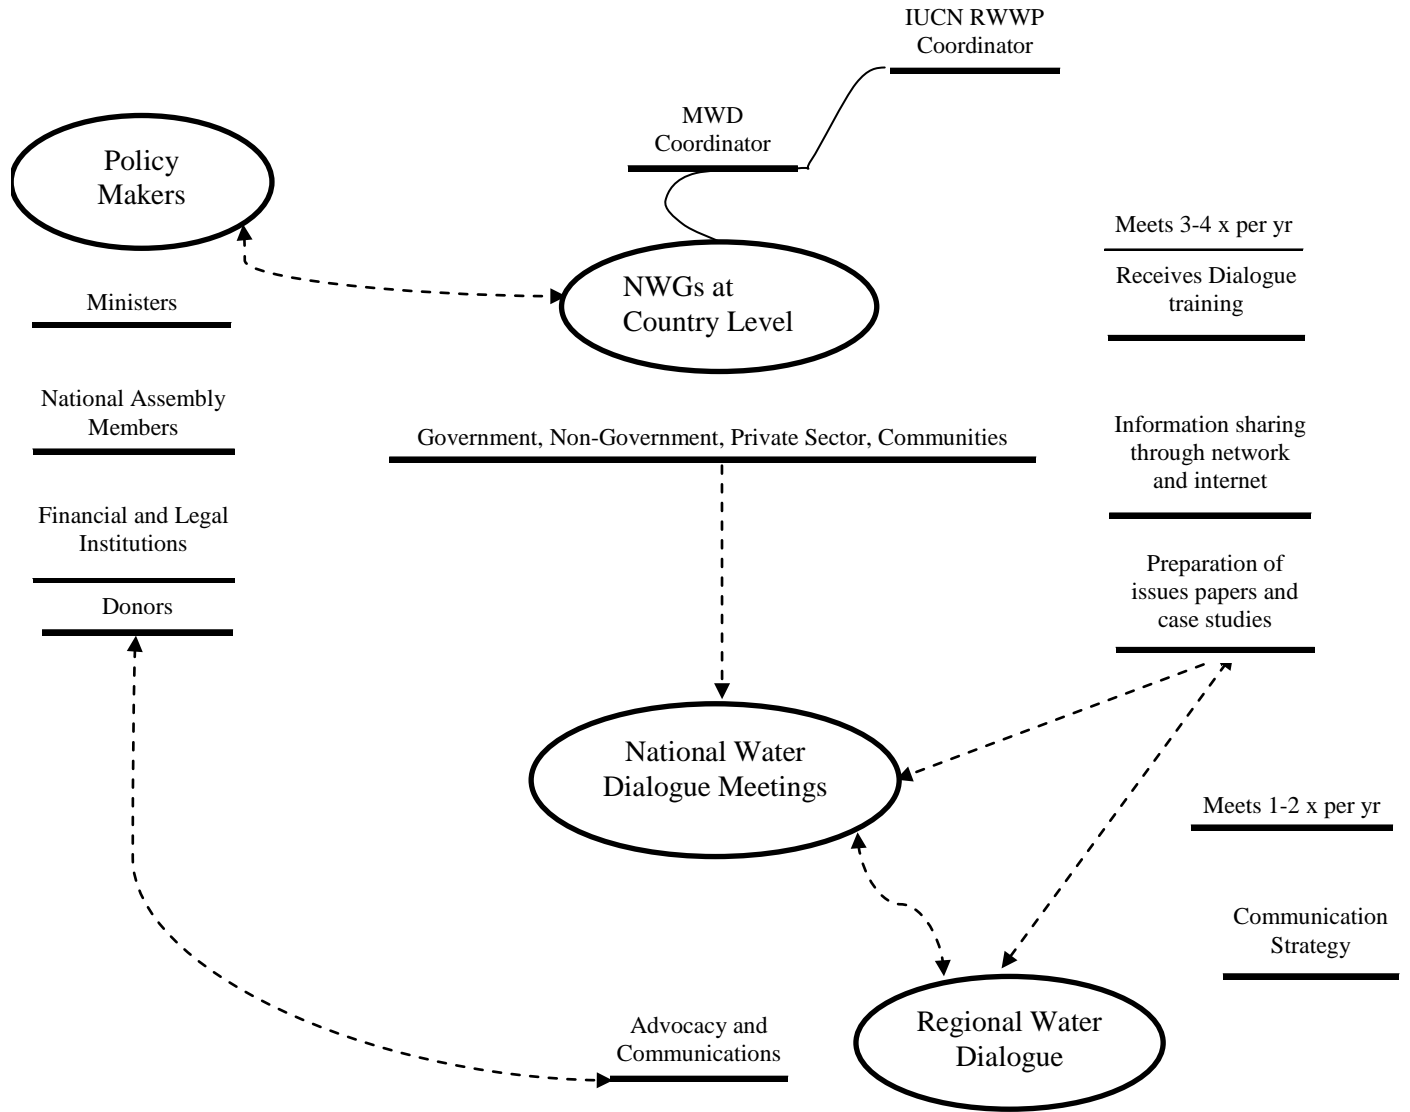 IUCN RWWP
Coordinator
MWD
Coordinator
Policy
Makers
NWGs at
Country Level
Meets 3-4 x per yr
Receives Dialogue
training
Ministers
National Assembly
Members
Government, Non-Government, Private Sector, Communities
Information sharing
through network
and internet
Financial and Legal
Institutions
Donors
Preparation of
issues papers and
case studies
National Water
Dialogue Meetings
Meets 1-2 x per yr
Communication
Strategy
Advocacy and
Communications
Regional Water
Dialogue